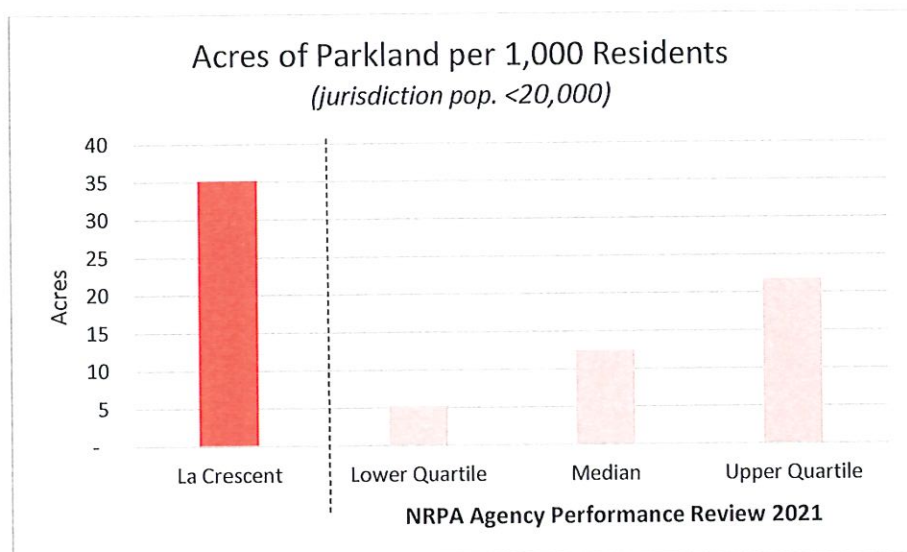 Acres of Parkland per 1,000 Residents
(jurisdiction pop. <20,000)
40
35
30
25
20
15
10
5
-
Acres
La Crescent
Lower Quartile
Median
Upper Quartile
NRPA Agency Performance Review 2021